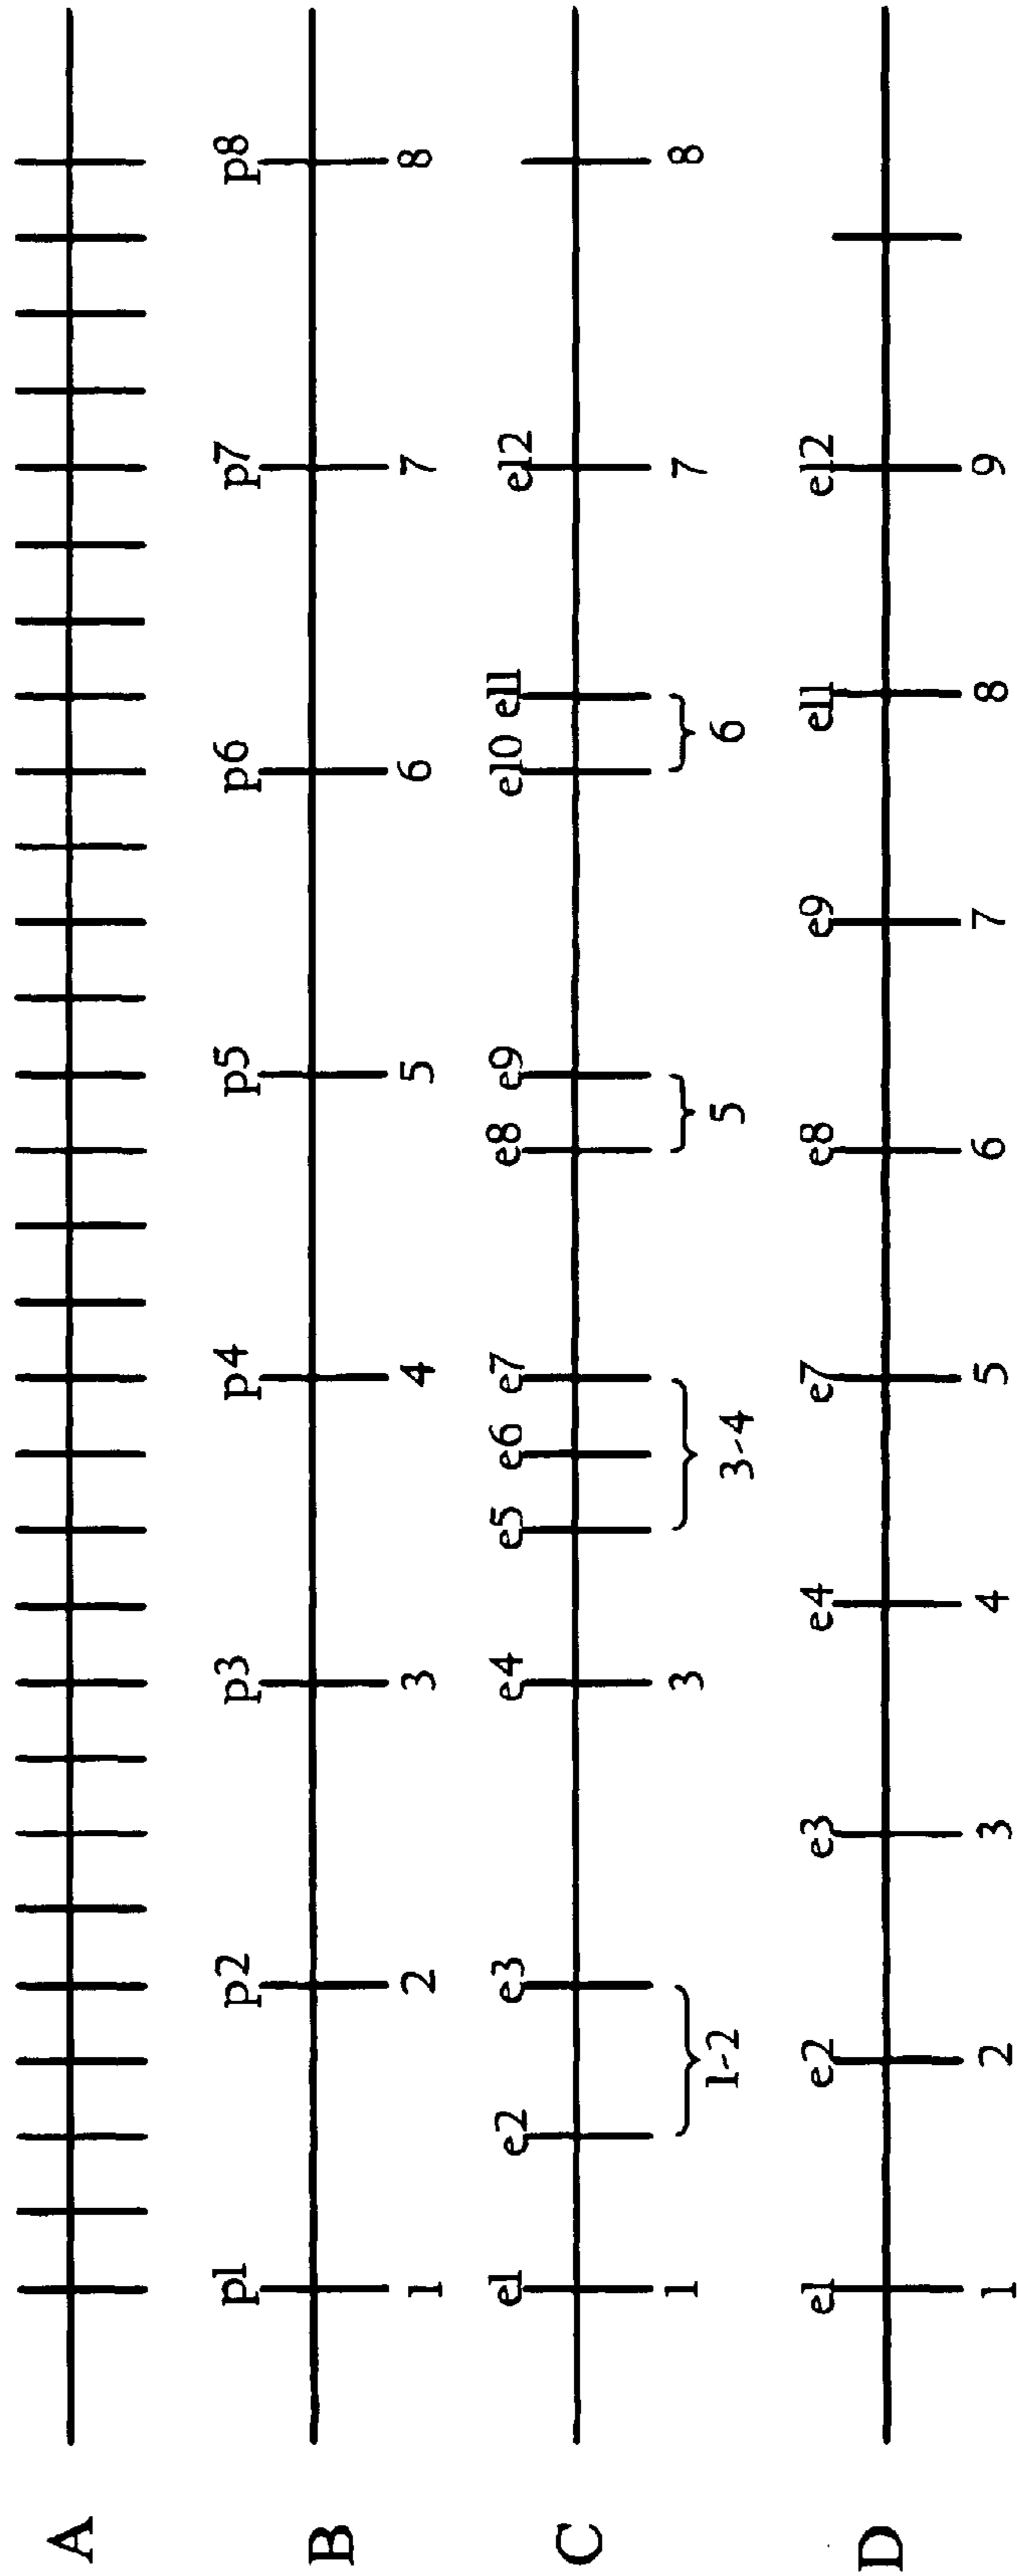 A
p1 p2 p3 p4 p5 p6 p7 p8
B
1 2 3 4 5 6 7 8
e1 e2 e3 e4 e5 e6 e7 e8 e9 e10 e11 e12
C
1 1-2 3 3-4 5 6 7 8
e1 e2 e3 e4 e7 e8 e9 e11 e12
D
1 2 3 4 5 6 7 8 9